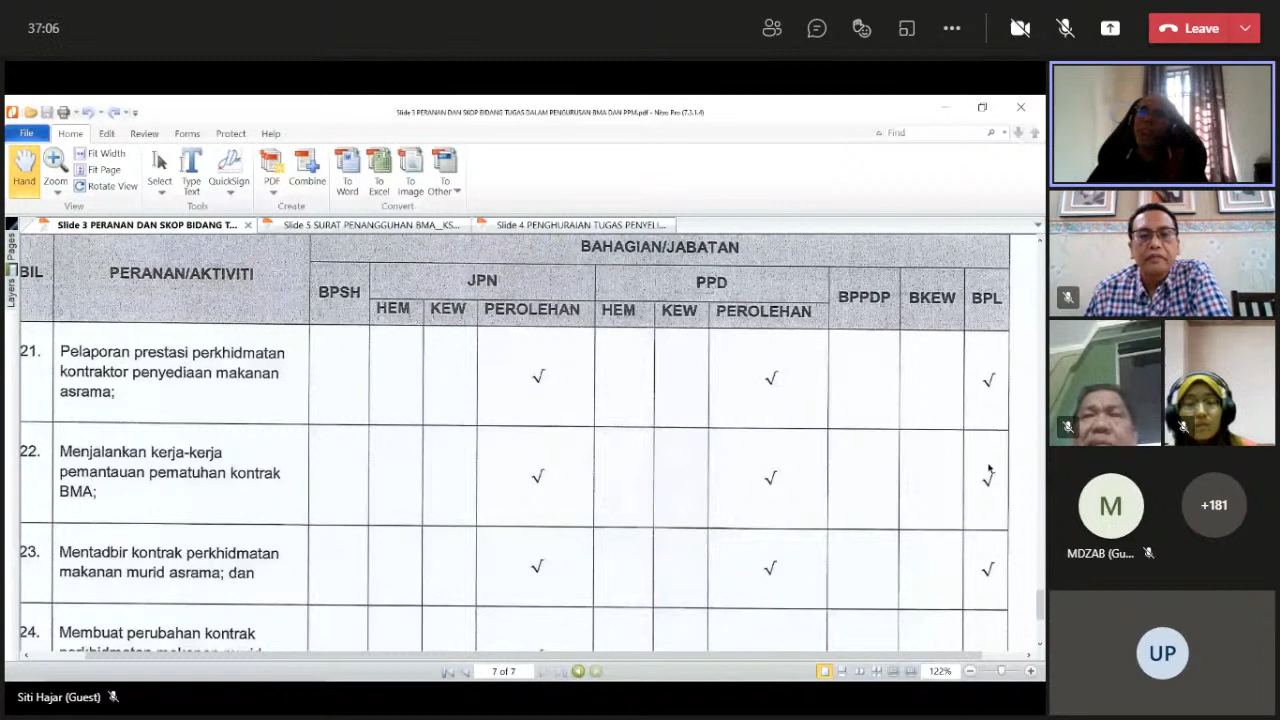 37:06
Leave
Slide 3 PERANAN DAN SKOP BIDANG TUGAS DALAM PENGURUSAN BMA DAN PPM.pdf - Nitro Pro (7.3.1.4)
File Home Edit Review Forms Protect Help
Find
Hand
Zoom
Fit Width
Fit Page
Rotate View
View
Select
Type Text
QuickSign
Tools
PDF
Combine
Create
To Word
To Excel
To Image
To Other
Convert
Slide 3 PERANAN DAN SKOP BIDANG T...
Slide 5 SURAT PENANGGUHAN BMA_KS...
Slide 4 PENGHURAIAN TUGAS PENYELI...
Pages
Layers
BIL
PERANAN/AKTIVITI
BAHAGIAN/JABATAN
BPSH
JPN
PPD
BPPDP
BKEW
BPL
HEM KEW PEROLEHAN HEM KEW PEROLEHAN
21. Pelaporan prestasi perkhidmatan
kontraktor penyediaan makanan
asrama;
√ √ √
22. Menjalankan kerja-kerja
pemantauan pematuhan kontrak
BMA;
√ √ √
23. Mentadbir kontrak perkhidmatan
makanan murid asrama; dan
√ √ √
24. Membuat perubahan kontrak
7 of 7
122%
M
+181
MDZAB (Gu...
UP
Siti Hajar (Guest)